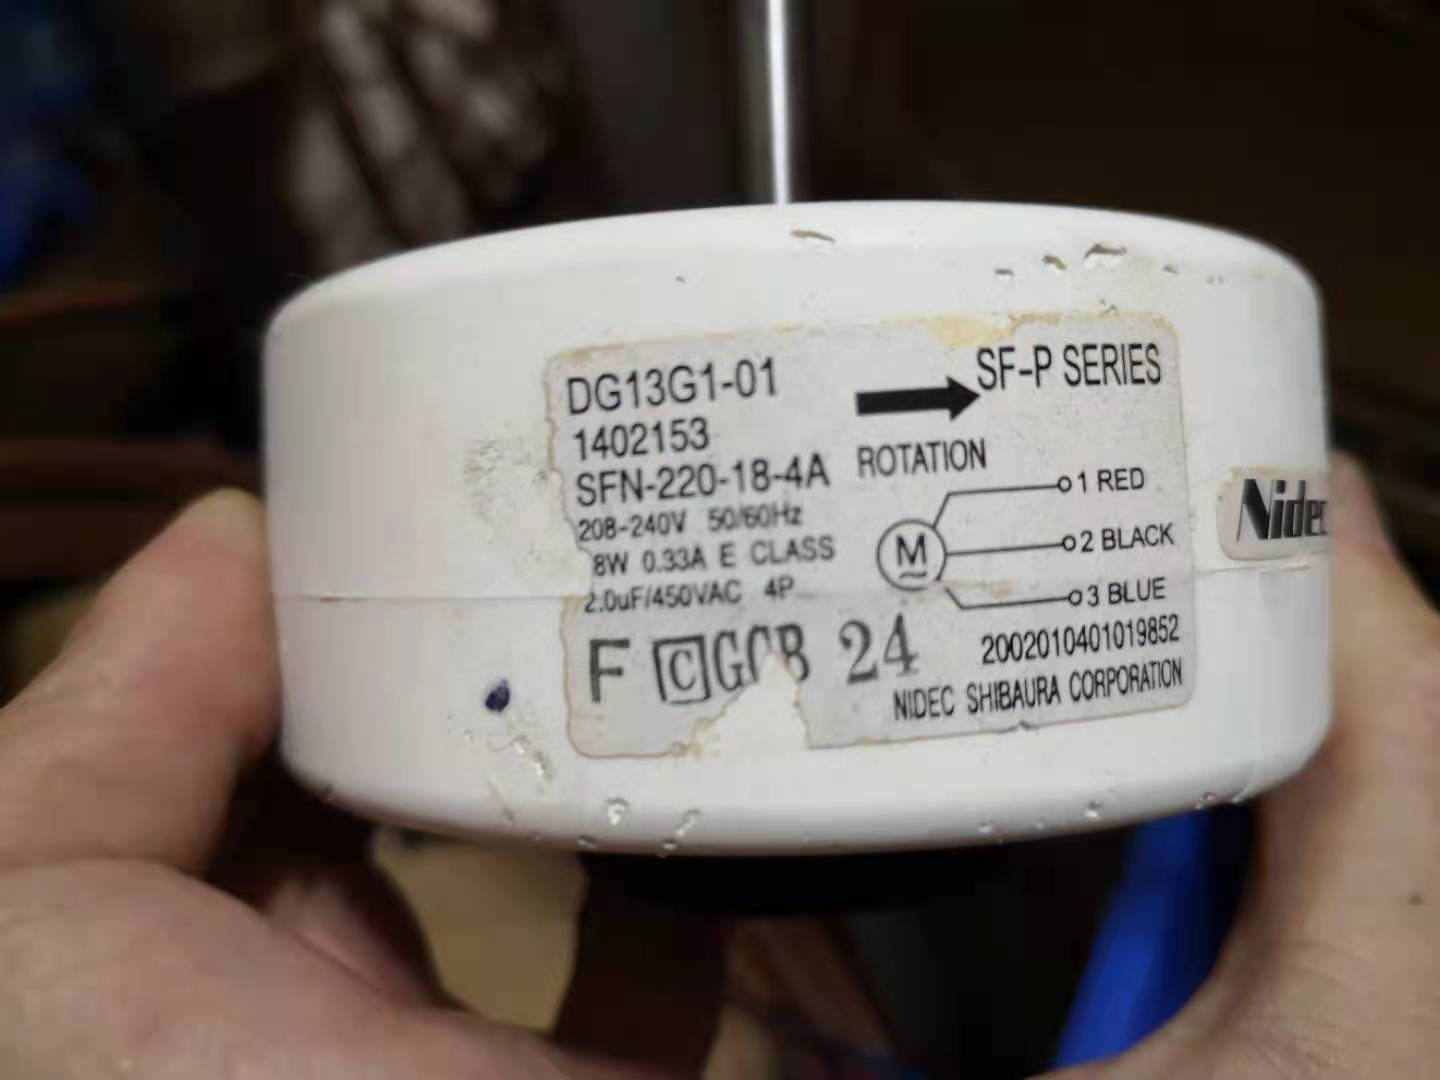 DG13G1-01
1402153
SFN-220-18-4A
208-240V 50/60Hz
8W 0.33A E CLASS
2.0uF/450VAC 4P
F C 24
SF-P SERIES
ROTATION
M
1 RED
2 BLACK
3 BLUE
2002010401019852
NIDEC SHIBAURA CORPORATION
Nidec